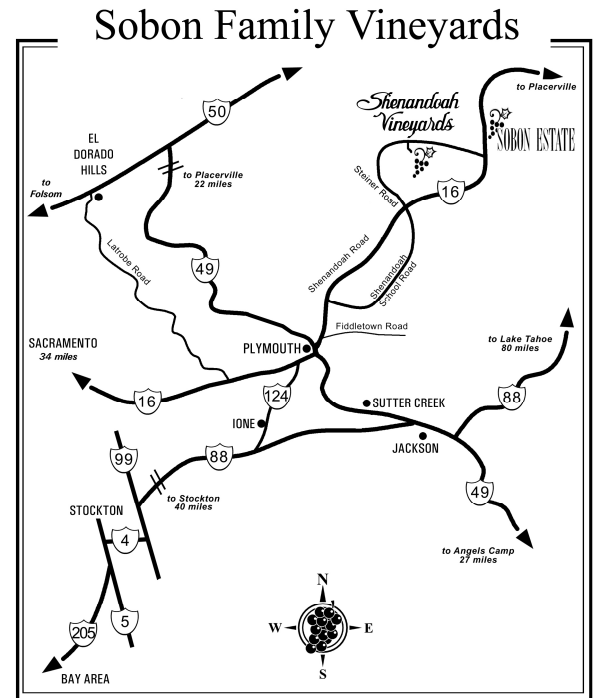 Sobon Family Vineyards
to Placerville
50
Shenandoah
Vineyards
SOBON ESTATE
EL
DORADO
HILLS
to
Folsom
to Placerville
22 miles
Steiner Road
16
Latrobe Road
49
Shenandoah Road
Shenandoah
School Road
Fiddletown Road
PLYMOUTH
SACRAMENTO
34 miles
to Lake Tahoe
80 miles
16
124
88
SUTTER CREEK
IONE
JACKSON
99
88
49
to Stockton
40 miles
STOCKTON
4
to Angels Camp
27 miles
205
5
BAY AREA
N
W
E
S